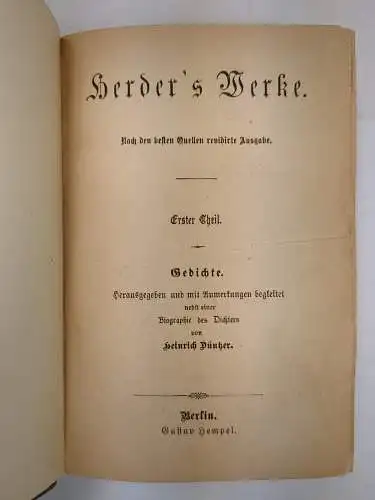 Herder's Werke.
Nach den besten Quellen revidirte Ausgabe.
Erster Theil.
Gedichte.
Herausgegeben und mit Anmerkungen begleitet
nebst einer
Biographie des Dichters
von
Heinrich Düntzer.
Berlin.
Gustav Hempel.